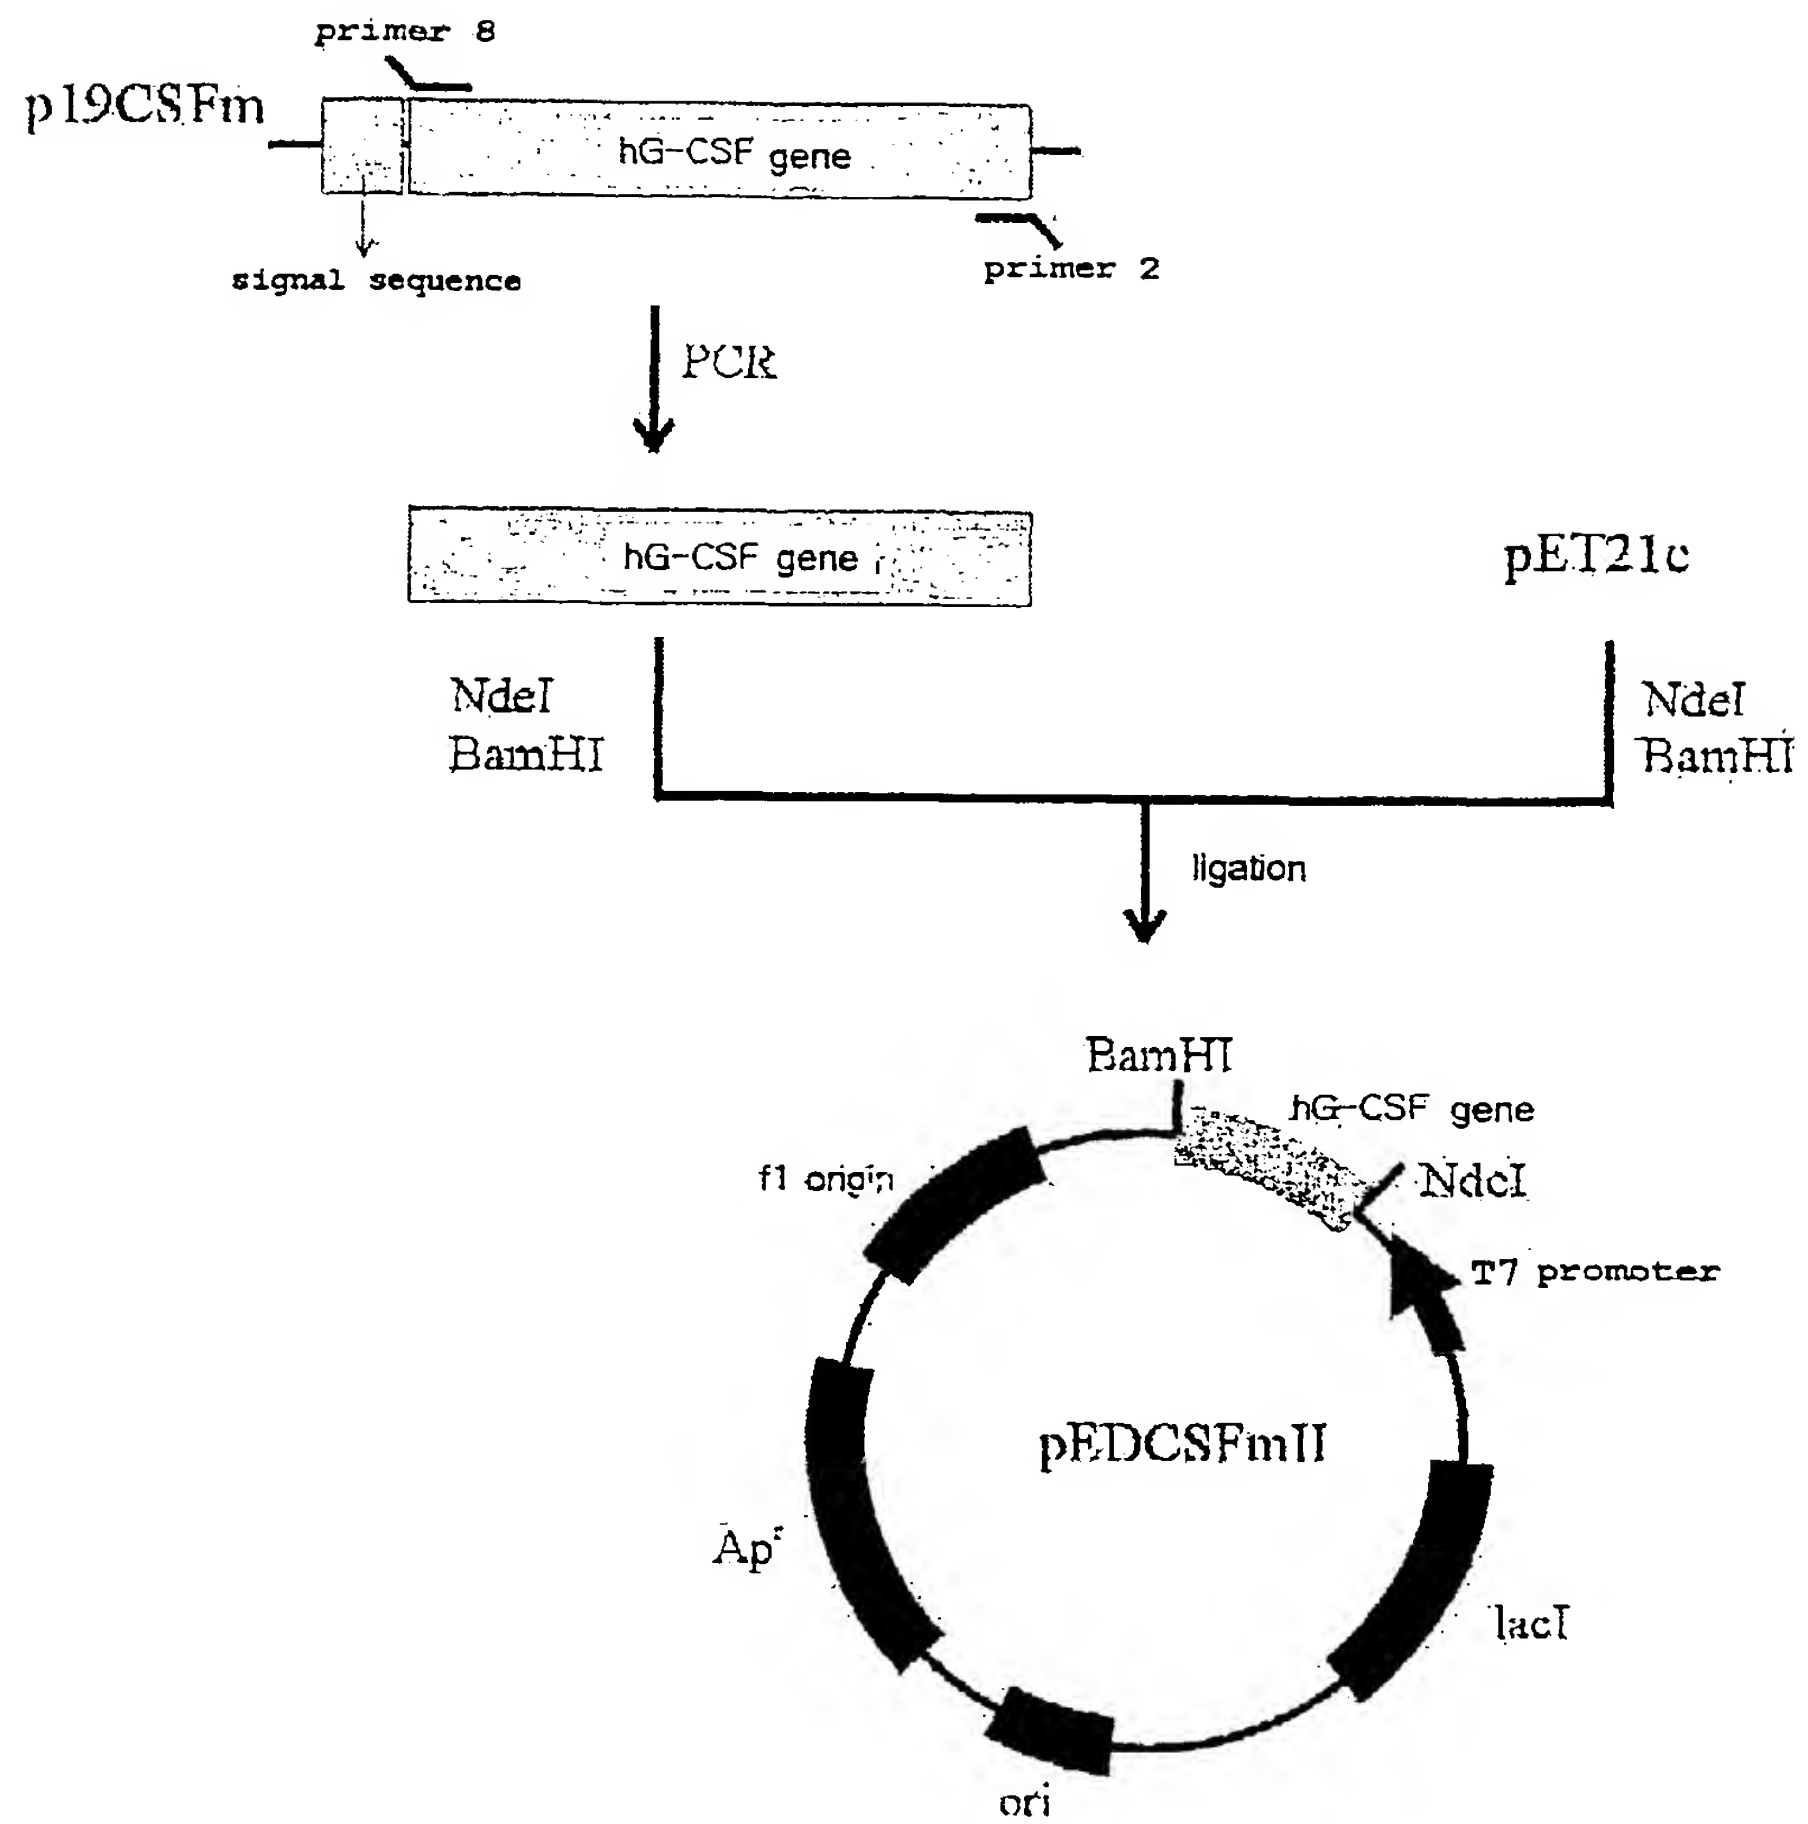 primer 8
p19CSFm
hG-CSF gene
signal sequence
primer 2
PCR
hG-CSF gene
pET21c
NdeI
BamHI
NdeI
BamHI
ligation
BamHI
hG-CSF gene
NdeI
f1 origin
T7 promoter
pEDCSFmII
Apʳ
lacI
ori